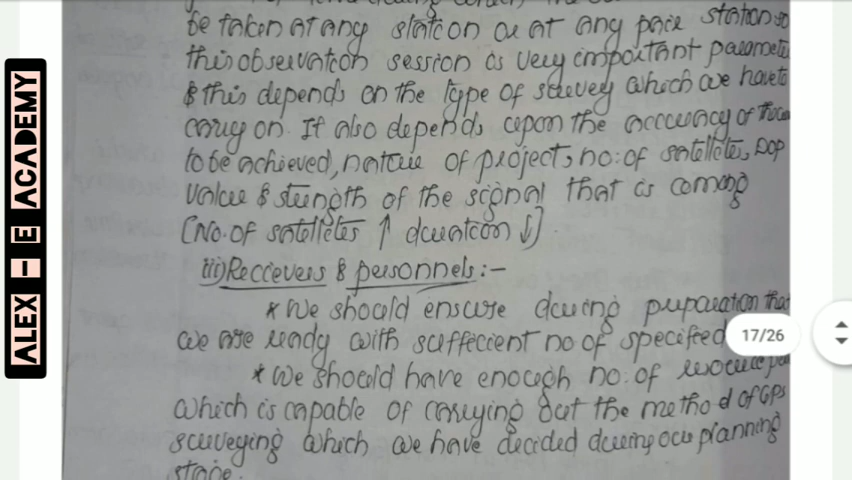 be taken at any station or at any pair station so
this observation session is very important paramete
& this depends on the type of survey which we have to
carry on. It also depends upon the accuracy of
to be achieved, nature of project, no: of satellites, DOP
value & strength of the signal that is coming
[No. of satellites ↑ duration ↓].
iii) Recievers & personnels:-
* We should ensure during preparation that
we are ready with sufficient no of specified
* We should have enough no: of
which is capable of carrying out the method of GPS
surveying which we have decided during our planning
stage.
ALEX - E ACADEMY
17/26